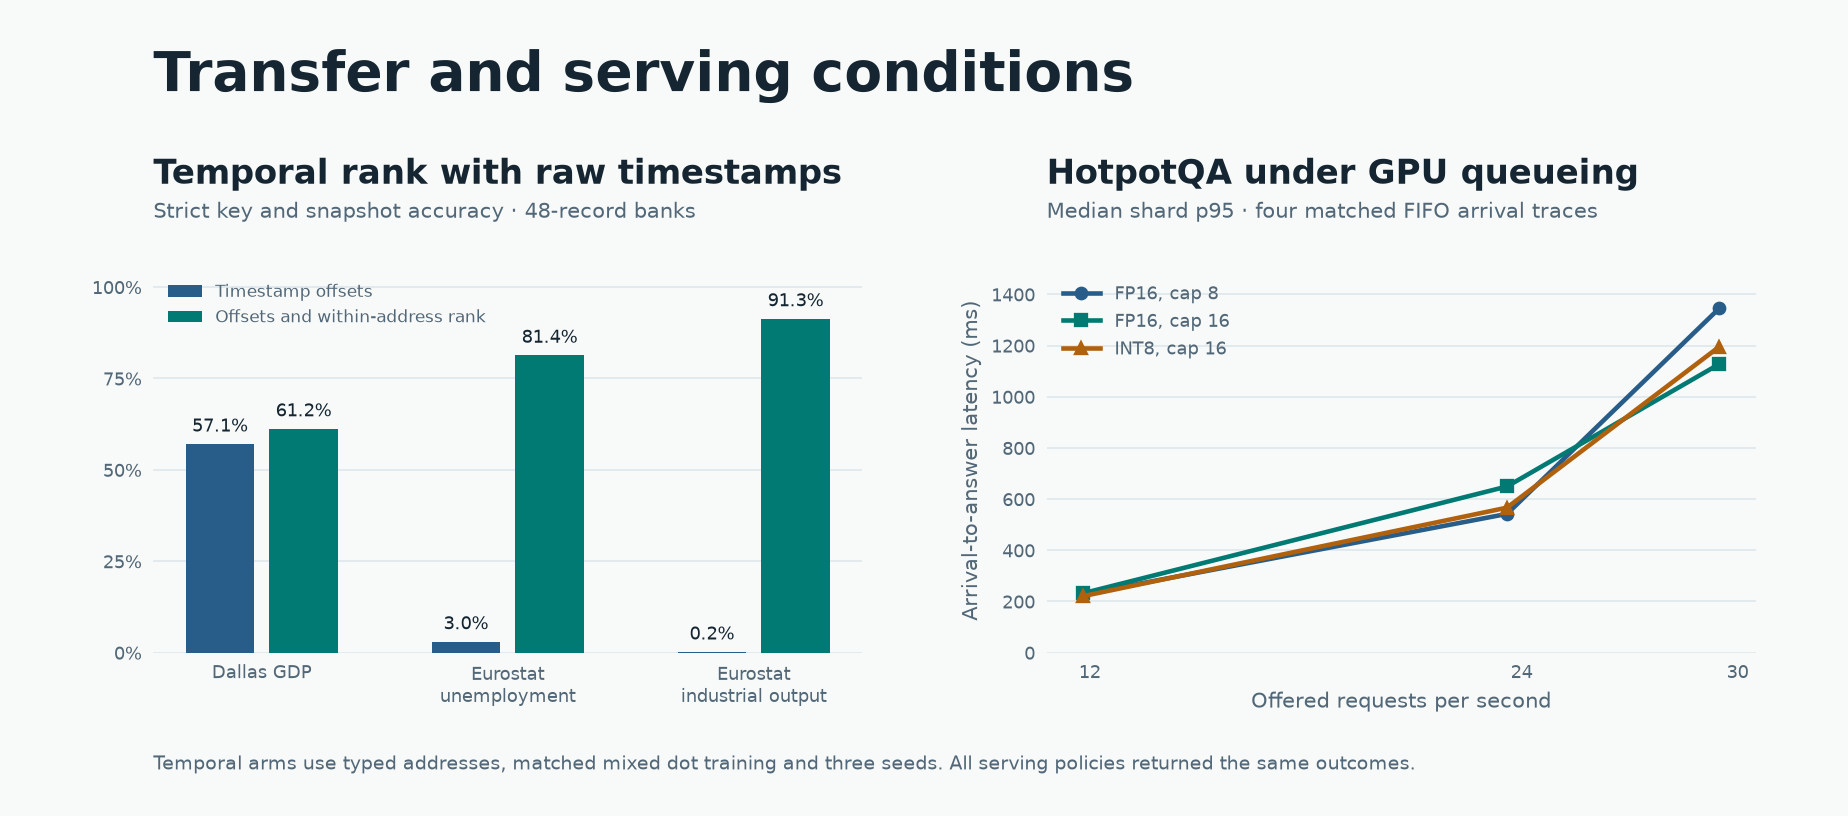 Transfer and serving conditions
Temporal rank with raw timestamps
Strict key and snapshot accuracy · 48-record banks
100%
75%
50%
25%
0%
Timestamp offsets
Offsets and within-address rank
57.1%
61.2%
3.0%
81.4%
0.2%
91.3%
Dallas GDP
Eurostat
unemployment
Eurostat
industrial output
HotpotQA under GPU queueing
Median shard p95 · four matched FIFO arrival traces
Arrival-to-answer latency (ms)
1400
1200
1000
800
600
400
200
0
FP16, cap 8
FP16, cap 16
INT8, cap 16
12
24
30
Offered requests per second
Temporal arms use typed addresses, matched mixed dot training and three seeds. All serving policies returned the same outcomes.